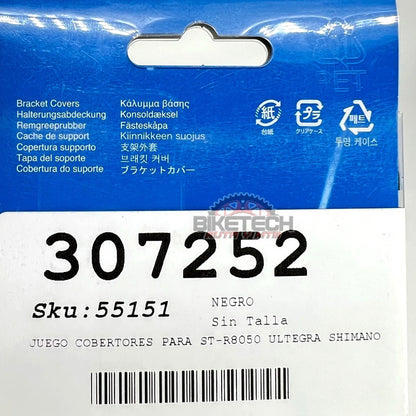 Bracket Covers
Halterungsabdeckung
Remgreeprubber
Cache de support
Copertura supporto
Tapa del soporte
Cobertura do suporte
Κάλυμμα βάσης
Konsoldæksel
Fästeskåpa
Kiinnikkeen suojus
支架外套
브래킷 커버
ブラケットカバー
紙
台紙
プラ
クリアケース
페트
투명.케이스
BIKETECH
307252
Sku:55151
NEGRO
Sin Talla
JUEGO COBERTORES PARA ST-R8050 ULTEGRA SHIMANO